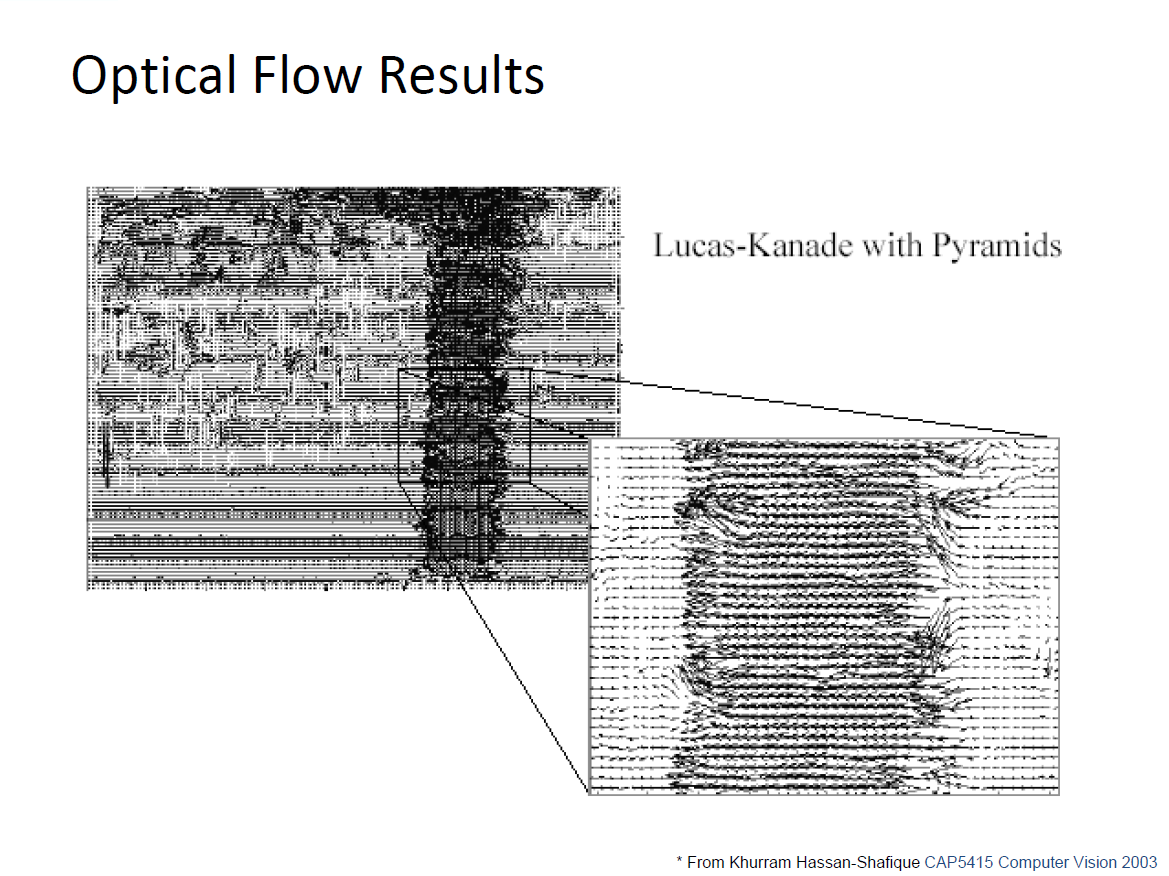 Optical Flow Results
Lucas-Kanade with Pyramids
* From Khurram Hassan-Shafique CAP5415 Computer Vision 2003